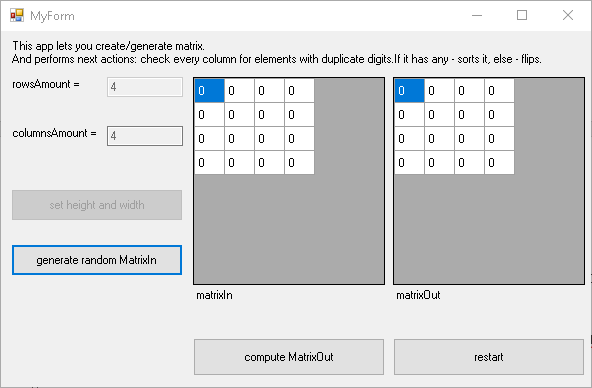 MyForm
This app lets you create/generate matrix.
And performs next actions: check every column for elements with duplicate digits.If it has any - sorts it, else - flips.
rowsAmount =
4
columnsAmount =
4
set height and width
generate random MatrixIn
0 0 0 0
0 0 0 0
0 0 0 0
0 0 0 0
matrixIn
0 0 0 0
0 0 0 0
0 0 0 0
0 0 0 0
matrixOut
compute MatrixOut
restart